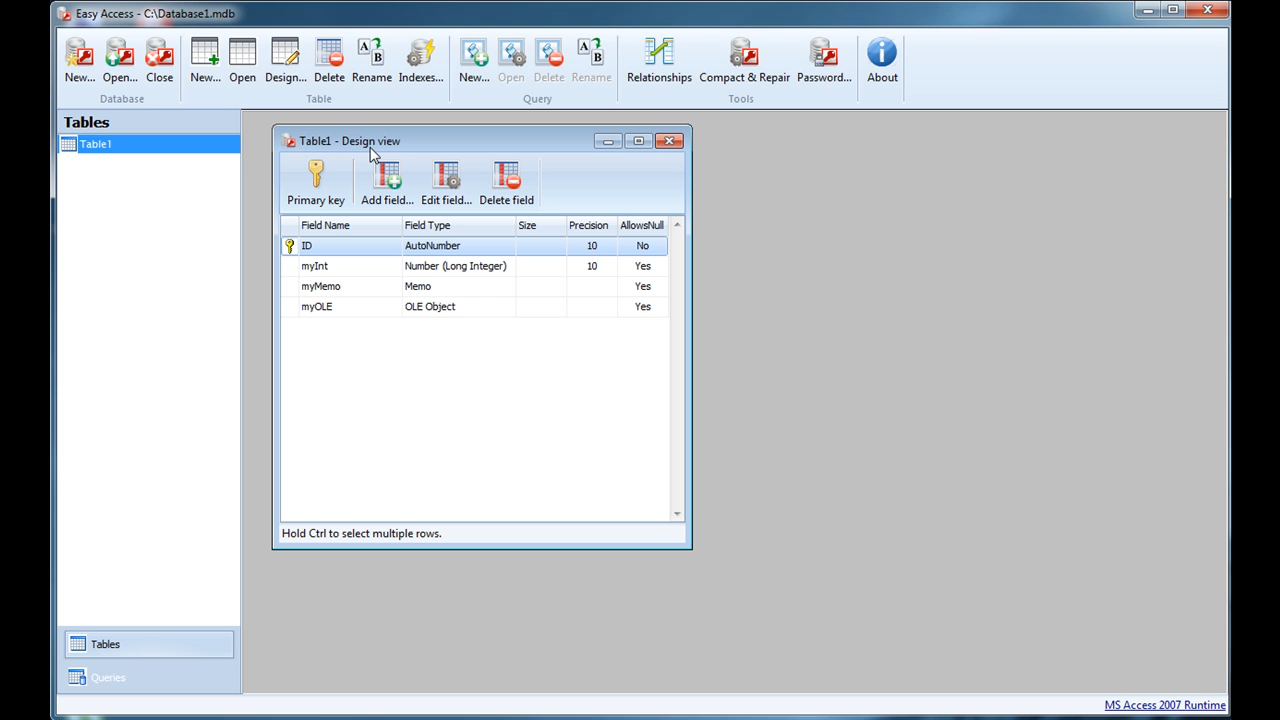 Easy Access - C:\Database1.mdb
New... Open... Close New... Open Design... Delete Rename Indexes... New... Open Delete Rename Relationships Compact & Repair Password... About
Database Table Query Tools
Tables
Table1
Table1 - Design view
Primary key Add field... Edit field... Delete field
Field Name Field Type Size Precision AllowsNull
ID AutoNumber 10 No
myInt Number (Long Integer) 10 Yes
myMemo Memo Yes
myOLE OLE Object Yes
Hold Ctrl to select multiple rows.
Tables
Queries
MS Access 2007 Runtime